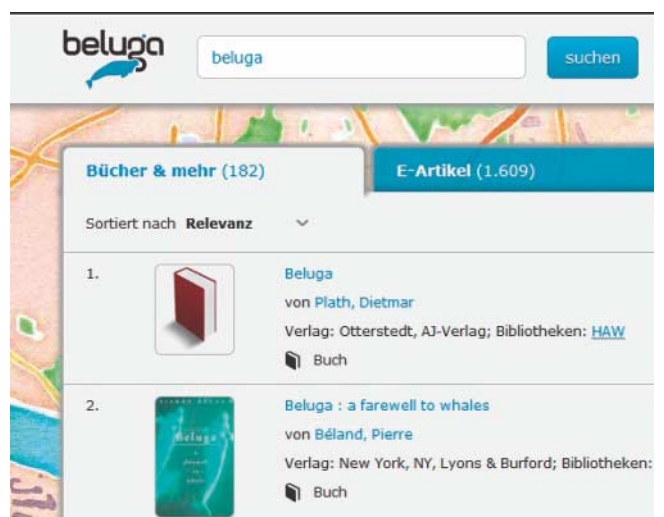 beluga
beluga
suchen
Bücher & mehr (182)
E-Artikel (1.609)
Sortiert nach Relevanz
1.
Beluga
von Plath, Dietmar
Verlag: Otterstedt, AJ-Verlag; Bibliotheken: HAW
Buch
2.
Beluga
Beluga : a farewell to whales
von Béland, Pierre
Verlag: New York, NY, Lyons & Burford; Bibliotheken:
Buch